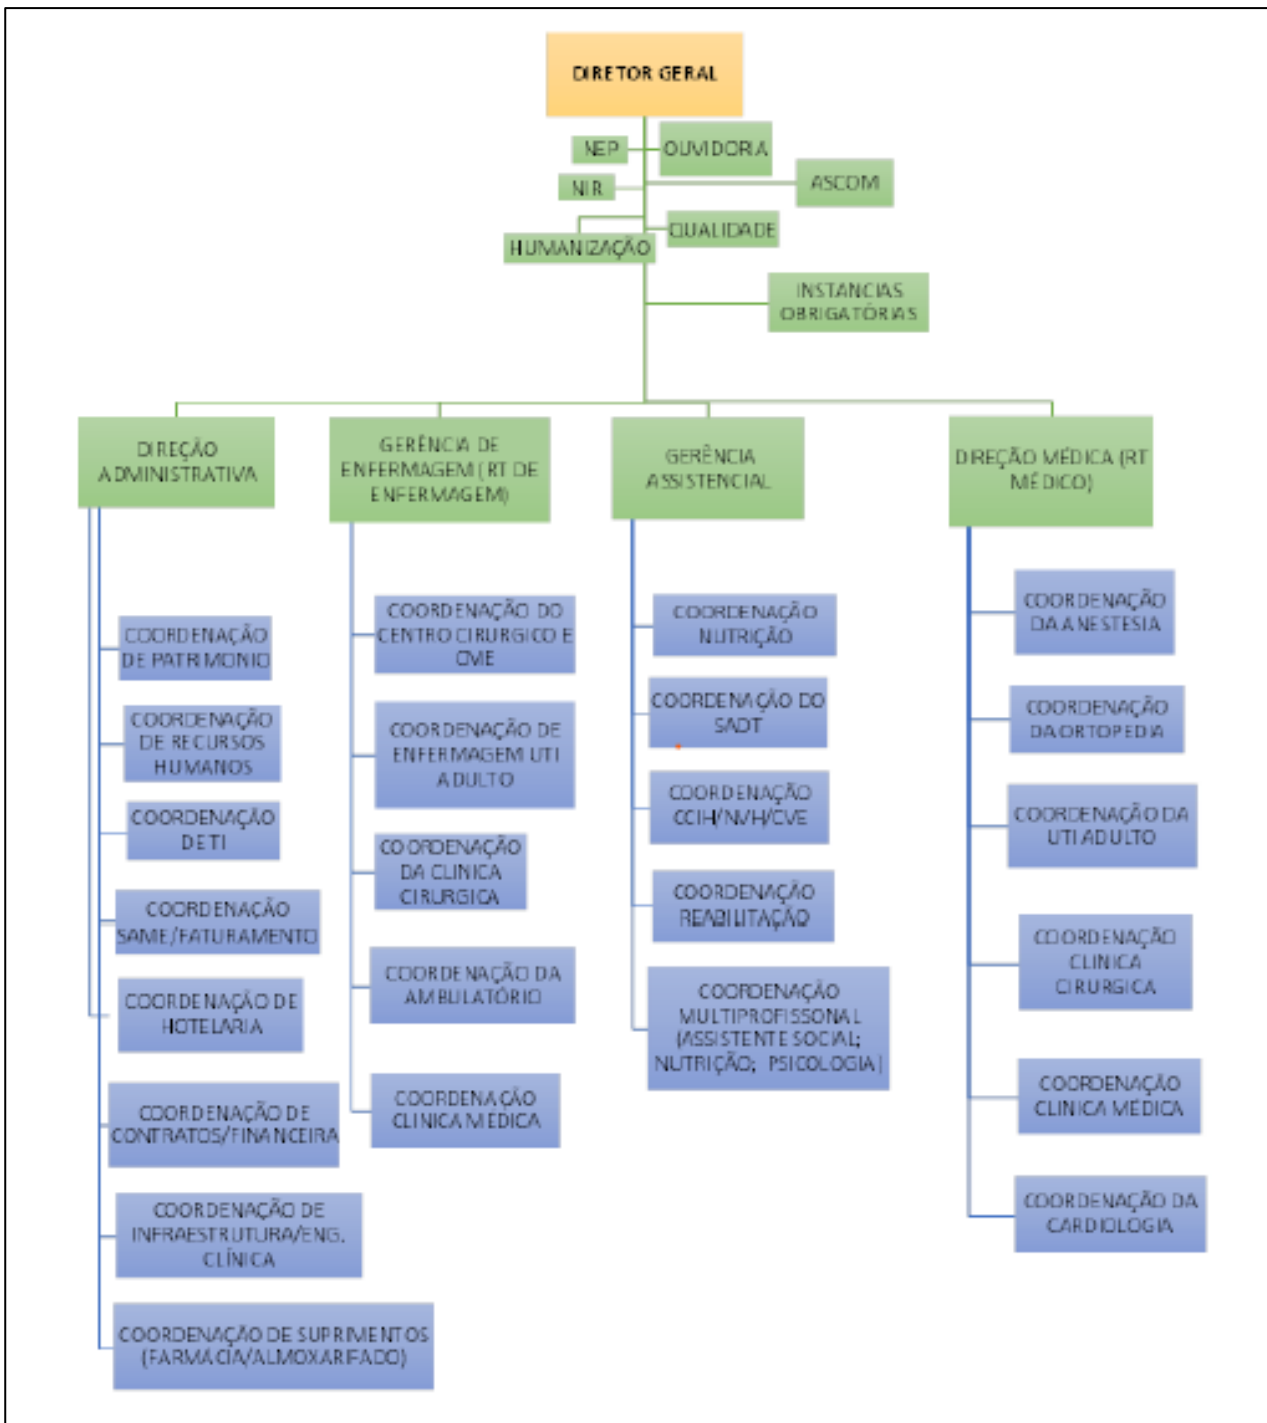 DIRETOR GERAL
NEP
OUVIDORIA
NIR
ASCOM
HUMANIZAÇÃO
QUALIDADE
INSTANCIAS
OBRIGATÓRIAS
DIREÇÃO
ADMINISTRATIVA
GERÊNCIA DE
ENFERMAGEM (RT DE
ENFERMAGEM)
GERÊNCIA
ASSISTENCIAL
DIREÇÃO MÉDICA (RT
MÉDICO)
COORDENAÇÃO
DE PATRIMONIO
COORDENAÇÃO
DE RECURSOS
HUMANOS
COORDENAÇÃO
DE TI
COORDENAÇÃO
SAME/FATURAMENTO
COORDENAÇÃO DE
HOTELARIA
COORDENAÇÃO DE
CONTRATOS/FINANCEIRA
COORDENAÇÃO DE
INFRAESTRUTURA/ENG.
CLÍNICA
COORDENAÇÃO DE SUPRIMENTOS
(FARMÁCIA/ALMOXARIFADO)
COORDENAÇÃO DO
CENTRO CIRURGICO E
CME
COORDENAÇÃO DE
ENFERMAGEM UTI
ADULTO
COORDENAÇÃO
DA CLINICA
CIRURGICA
COORDENAÇÃO DA
AMBULATÓRIO
COORDENAÇÃO
CLINICA MEDICA
COORDENAÇÃO
NUTRIÇÃO
COORDENAÇÃO DO
SADT
COORDENAÇÃO
CCIH/NVH/CVE
COORDENAÇÃO
REABILITAÇÃO
COORDENAÇÃO
MULTIPROFISSONAL
(ASSISTENTE SOCIAL;
NUTRIÇÃO; PSICOLOGIA)
COORDENAÇÃO
DA ANESTESIA
COORDENAÇÃO
DA ORTOPEDIA
COORDENAÇÃO DA
UTI ADULTO
COORDENAÇÃO
CLINICA
CIRURGICA
COORDENAÇÃO
CLINICA MÉDICA
COORDENAÇÃO DA
CARDIOLOGIA